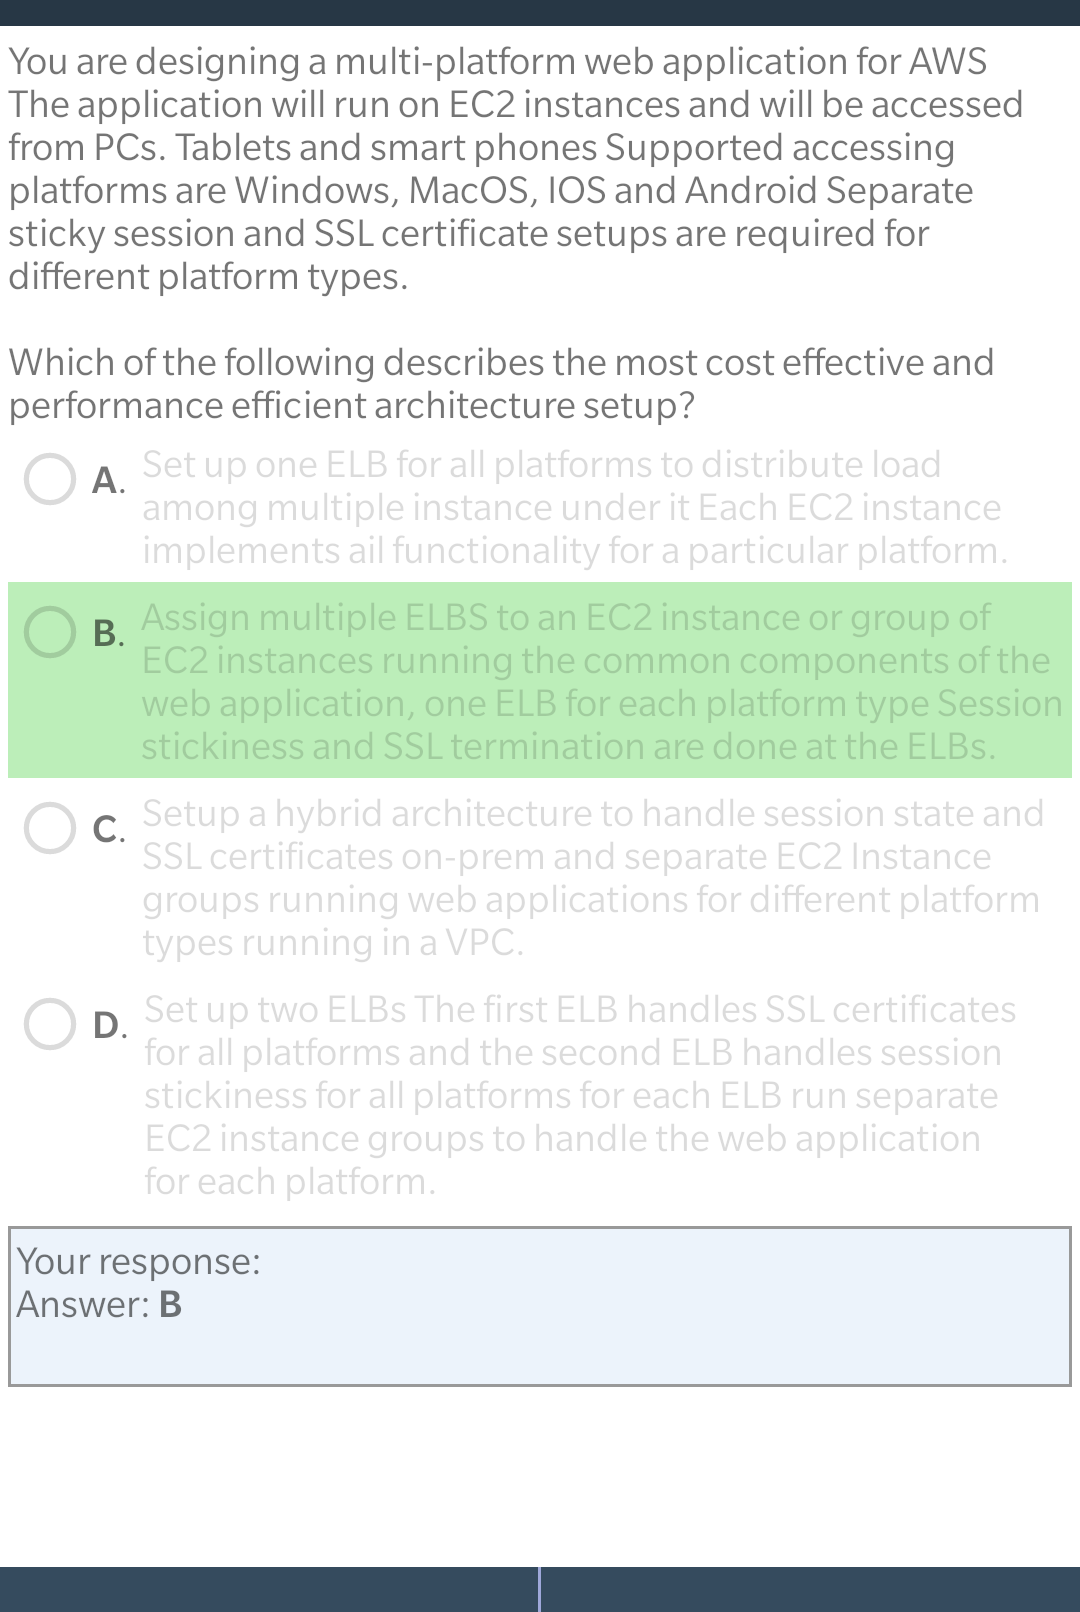 You are designing a multi-platform web application for AWS
The application will run on EC2 instances and will be accessed
from PCs. Tablets and smart phones Supported accessing
platforms are Windows, MacOS, IOS and Android Separate
sticky session and SSL certificate setups are required for
different platform types.
Which of the following describes the most cost effective and
performance efficient architecture setup?
A. Set up one ELB for all platforms to distribute load
among multiple instance under it Each EC2 instance
implements ail functionality for a particular platform.
B. Assign multiple ELBS to an EC2 instance or group of
EC2 instances running the common components of the
web application, one ELB for each platform type Session
stickiness and SSL termination are done at the ELBs.
C. Setup a hybrid architecture to handle session state and
SSL certificates on-prem and separate EC2 Instance
groups running web applications for different platform
types running in a VPC.
D. Set up two ELBs The first ELB handles SSL certificates
for all platforms and the second ELB handles session
stickiness for all platforms for each ELB run separate
EC2 instance groups to handle the web application
for each platform.
Your response:
Answer: B